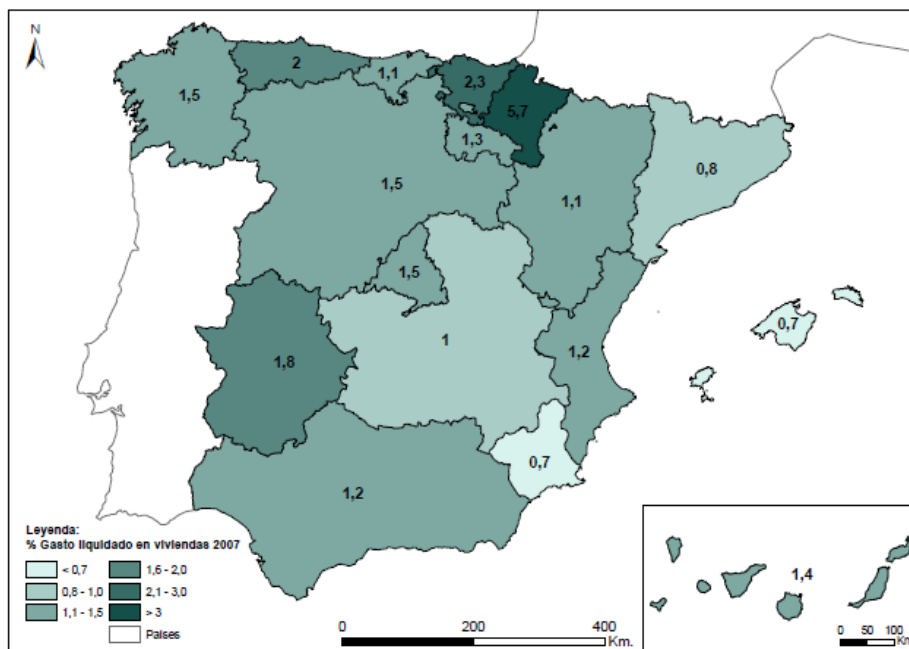 N
2
1,1
2,3
1,5
5,7
1,3
0,8
1,5
1,1
1,5
0,7
1
1,2
1,8
0,7
1,2
Leyenda:
% Gasto liquidado en viviendas 2007
< 0,7
1,6 - 2,0
0,8 - 1,0
2,1 - 3,0
1,1 - 1,5
> 3
Países
0 200 400
Km.
1,4
0 50 100
Km